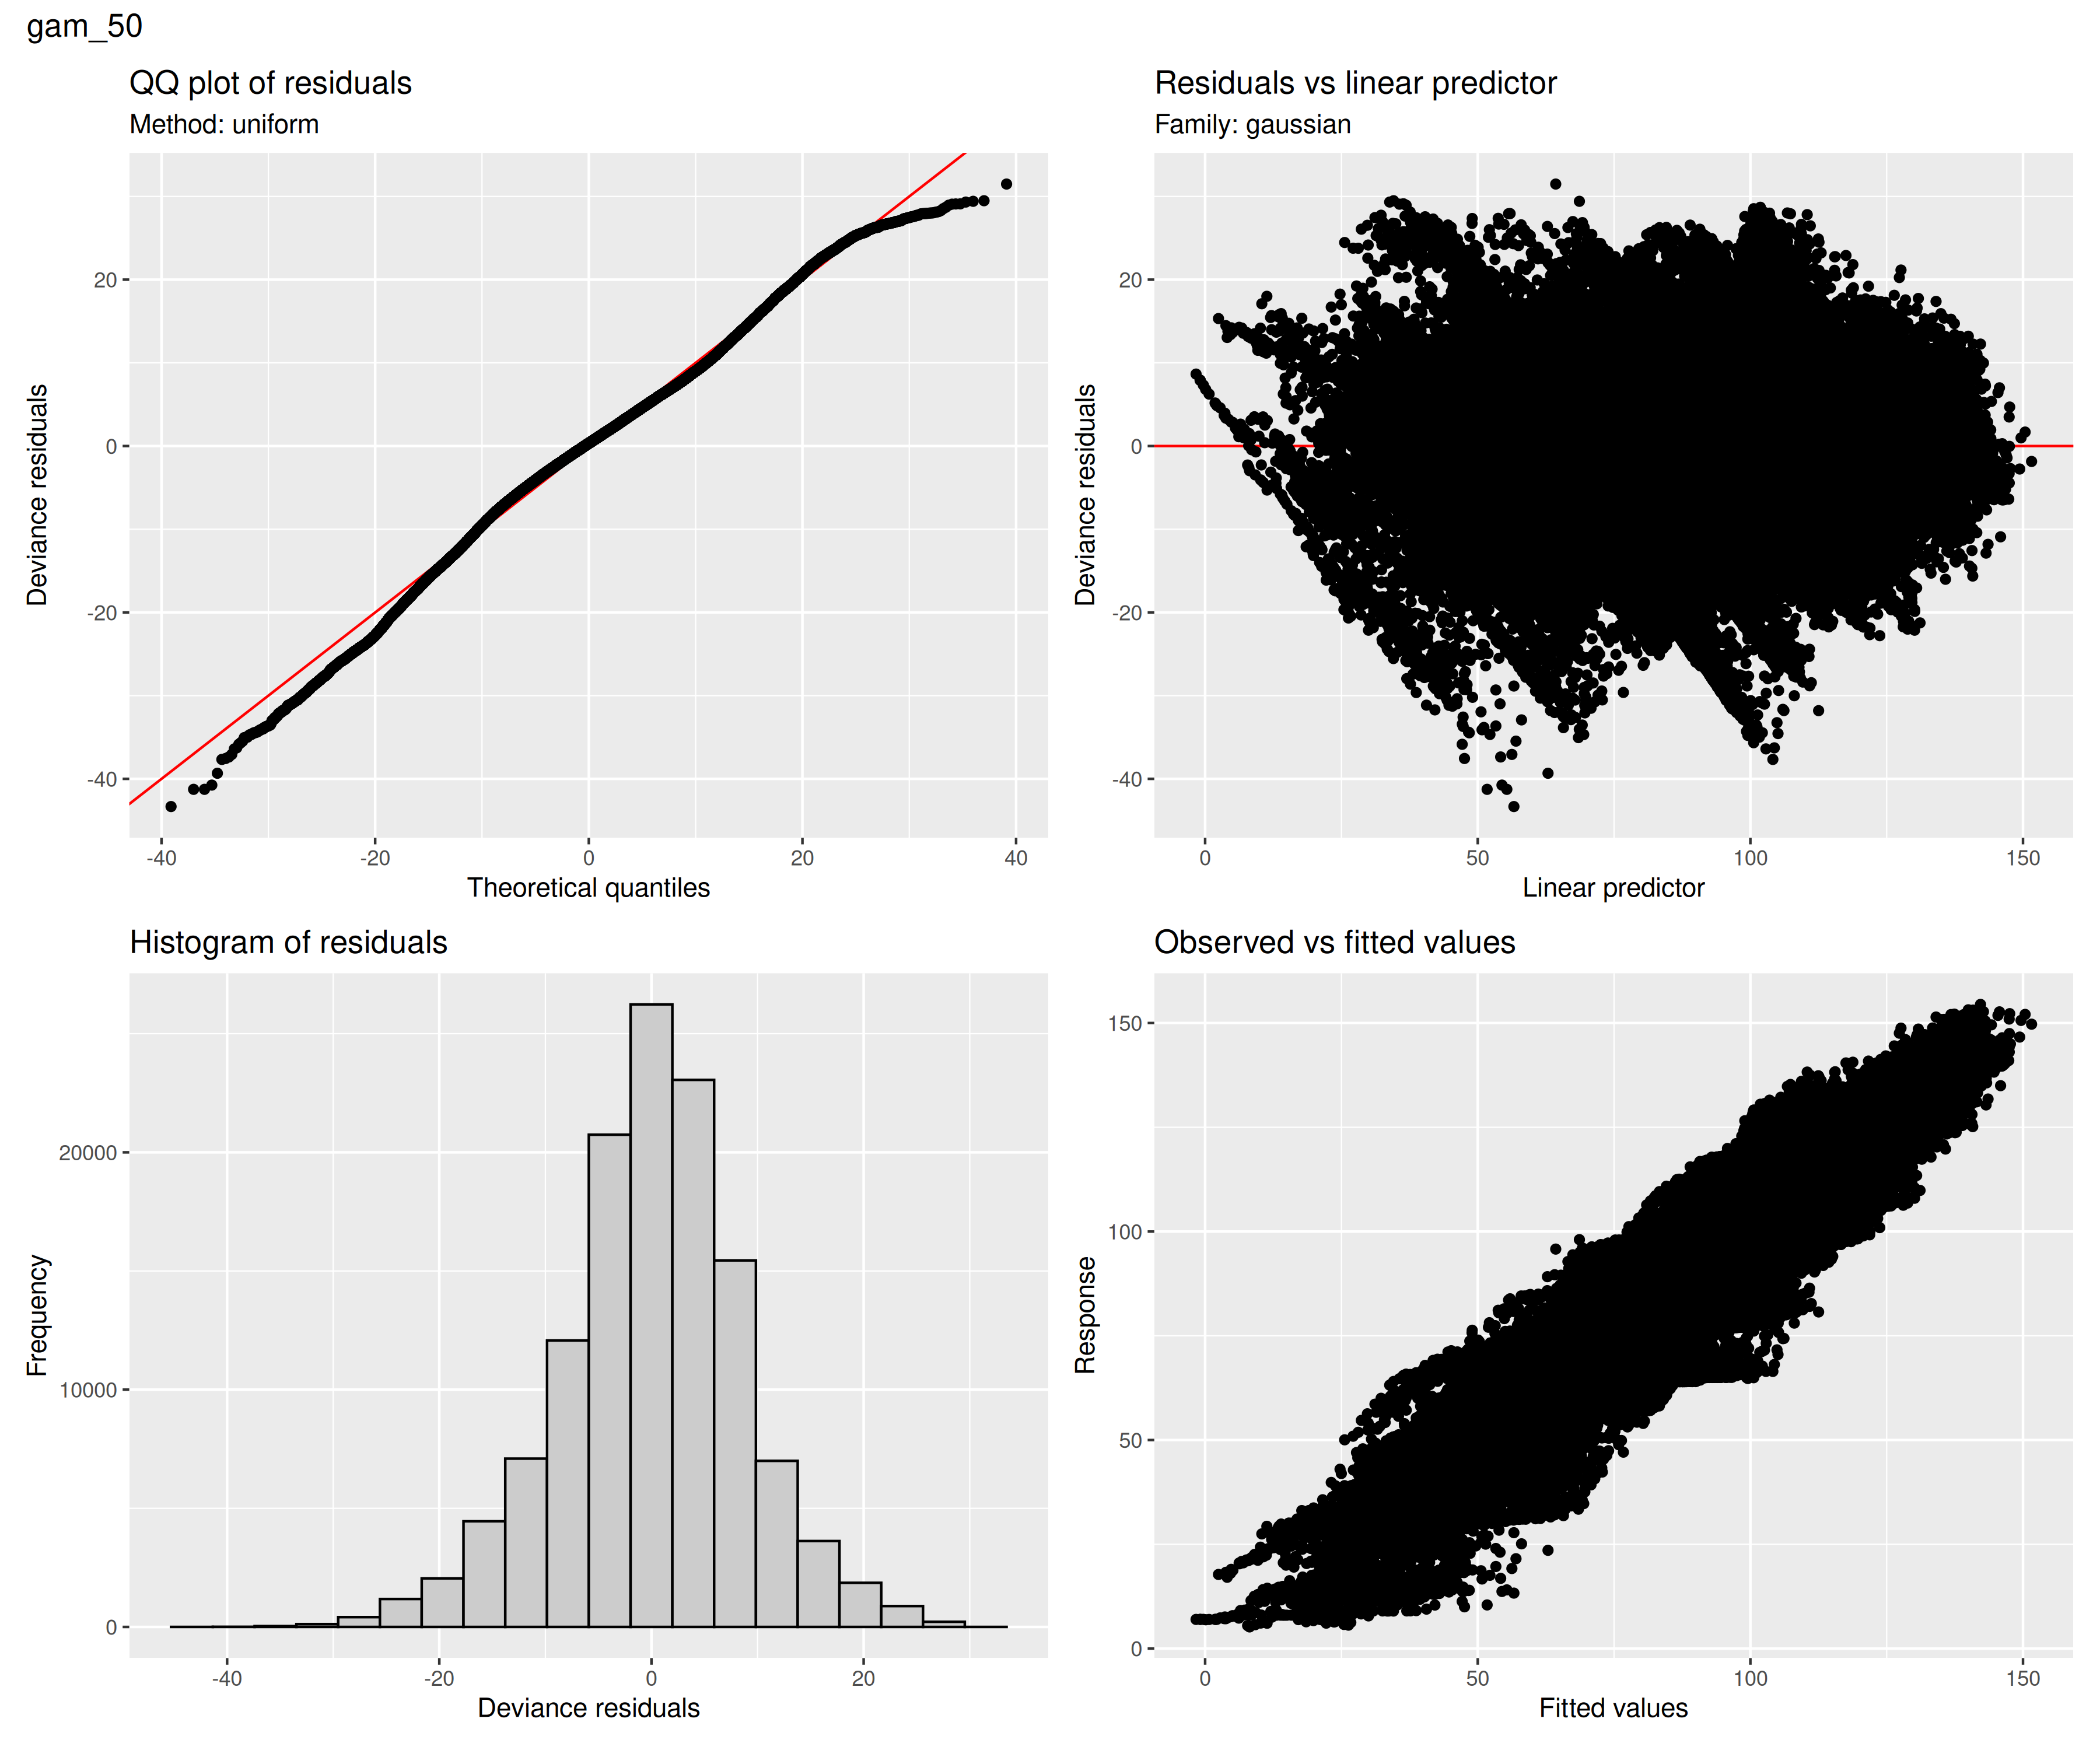 gam_50
QQ plot of residuals
Method: uniform
Deviance residuals
20
0
-20
-40
-40
-20
0
20
40
Theoretical quantiles
Residuals vs linear predictor
Family: gaussian
Deviance residuals
20
0
-20
-40
0
50
100
150
Linear predictor
Histogram of residuals
Frequency
20000
10000
0
-40
-20
0
20
Deviance residuals
Observed vs fitted values
Response
150
100
50
0
0
50
100
150
Fitted values